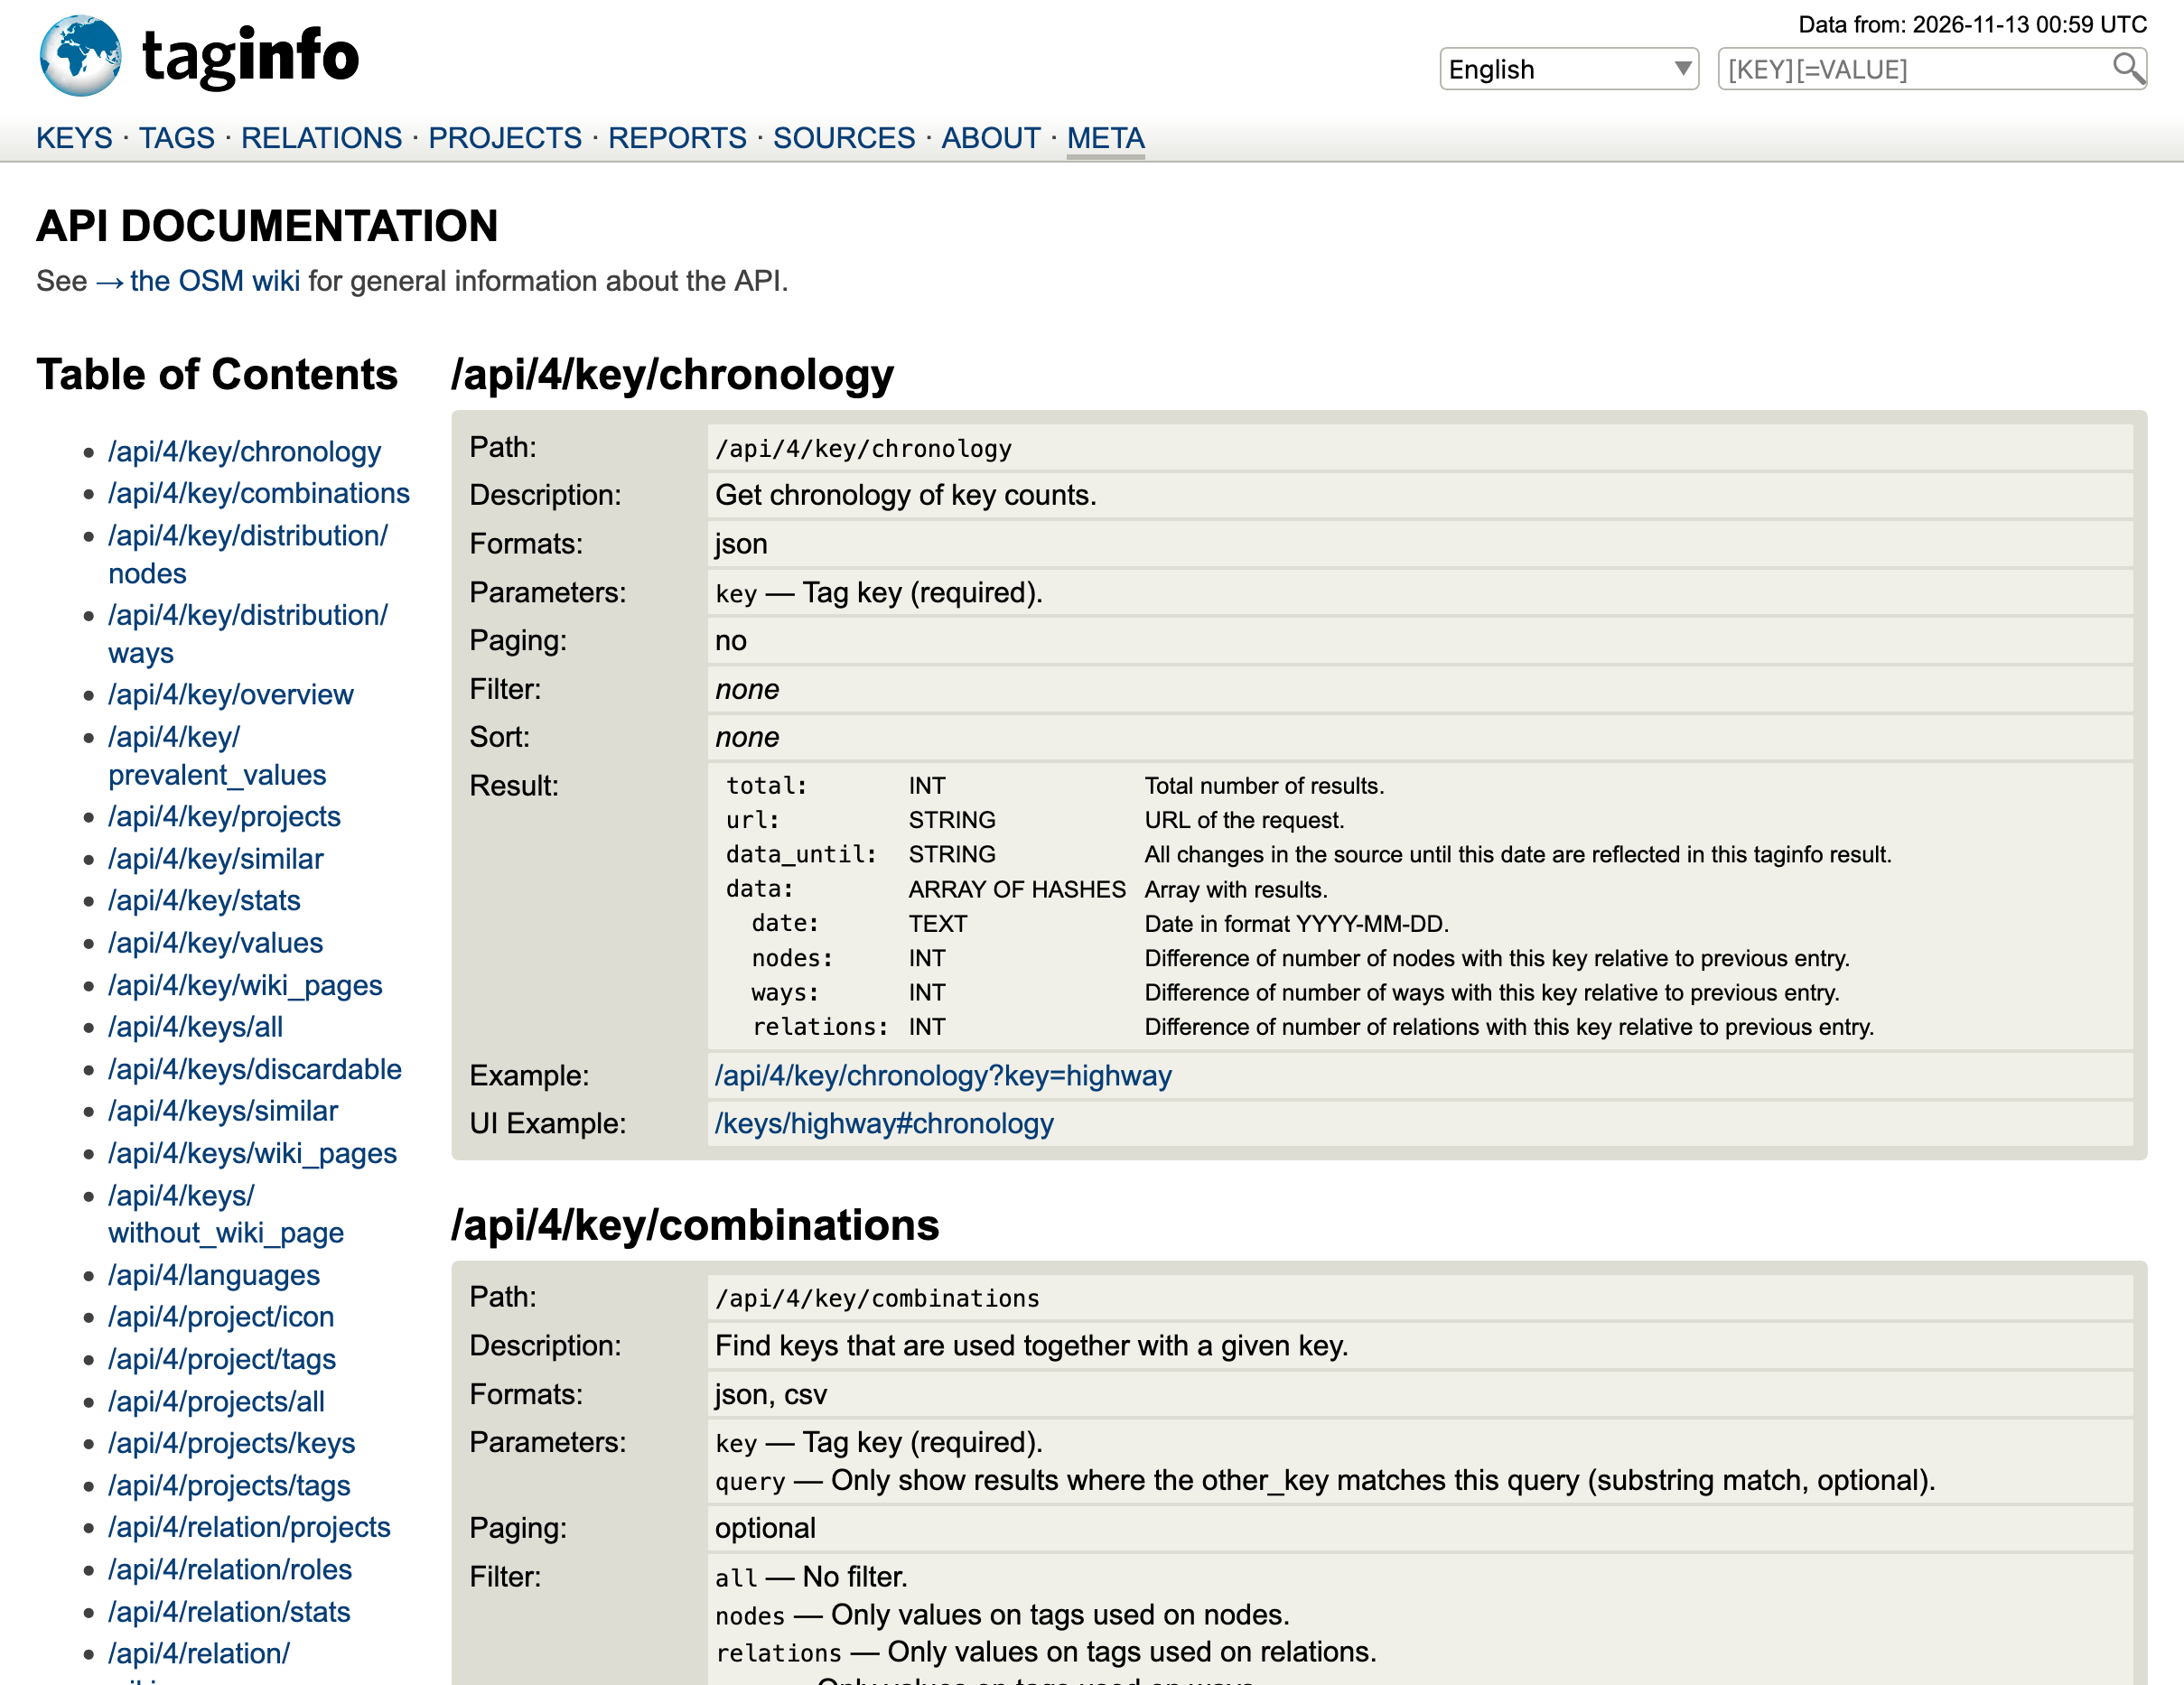 taginfo
Data from: 2026-11-13 00:59 UTC
English
[KEY][=VALUE]
KEYS · TAGS · RELATIONS · PROJECTS · REPORTS · SOURCES · ABOUT · META
API DOCUMENTATION
See → the OSM wiki for general information about the API.
Table of Contents
/api/4/key/chronology
/api/4/key/combinations
/api/4/key/distribution/
nodes
/api/4/key/distribution/
ways
/api/4/key/overview
/api/4/key/
prevalent_values
/api/4/key/projects
/api/4/key/similar
/api/4/key/stats
/api/4/key/values
/api/4/key/wiki_pages
/api/4/keys/all
/api/4/keys/discardable
/api/4/keys/similar
/api/4/keys/wiki_pages
/api/4/keys/
without_wiki_page
/api/4/languages
/api/4/project/icon
/api/4/project/tags
/api/4/projects/all
/api/4/projects/keys
/api/4/projects/tags
/api/4/relation/projects
/api/4/relation/roles
/api/4/relation/stats
/api/4/relation/
/api/4/key/chronology
Path: /api/4/key/chronology
Description: Get chronology of key counts.
Formats: json
Parameters: key — Tag key (required).
Paging: no
Filter: none
Sort: none
Result: total: INT Total number of results.
url: STRING URL of the request.
data_until: STRING All changes in the source until this date are reflected in this taginfo result.
data: ARRAY OF HASHES Array with results.
date: TEXT Date in format YYYY-MM-DD.
nodes: INT Difference of number of nodes with this key relative to previous entry.
ways: INT Difference of number of ways with this key relative to previous entry.
relations: INT Difference of number of relations with this key relative to previous entry.
Example: /api/4/key/chronology?key=highway
UI Example: /keys/highway#chronology
/api/4/key/combinations
Path: /api/4/key/combinations
Description: Find keys that are used together with a given key.
Formats: json, csv
Parameters: key — Tag key (required).
query — Only show results where the other_key matches this query (substring match, optional).
Paging: optional
Filter: all — No filter.
nodes — Only values on tags used on nodes.
relations — Only values on tags used on relations.